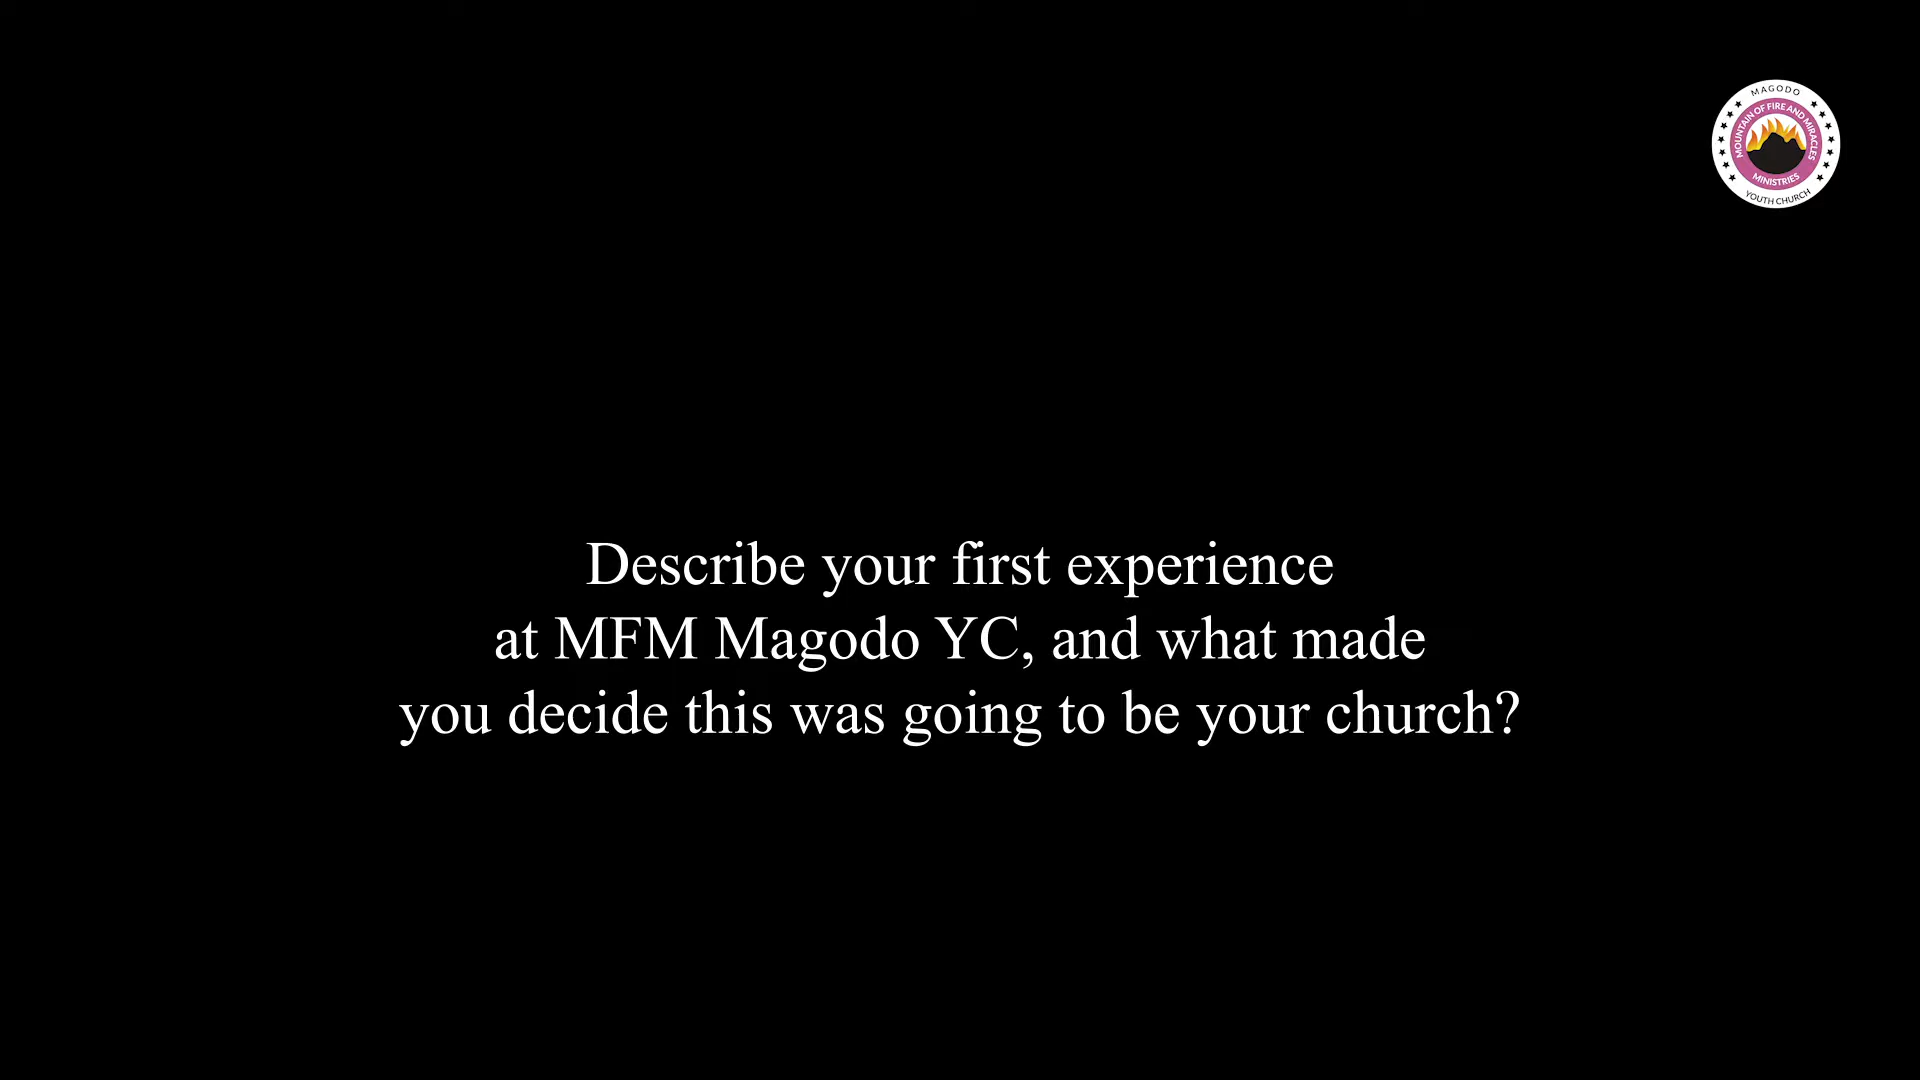 MAGODO
MOUNTAIN OF FIRE AND MIRACLES
MINISTRIES
YOUTH CHURCH
Describe your first experience
at MFM Magodo YC, and what made
you decide this was going to be your church?